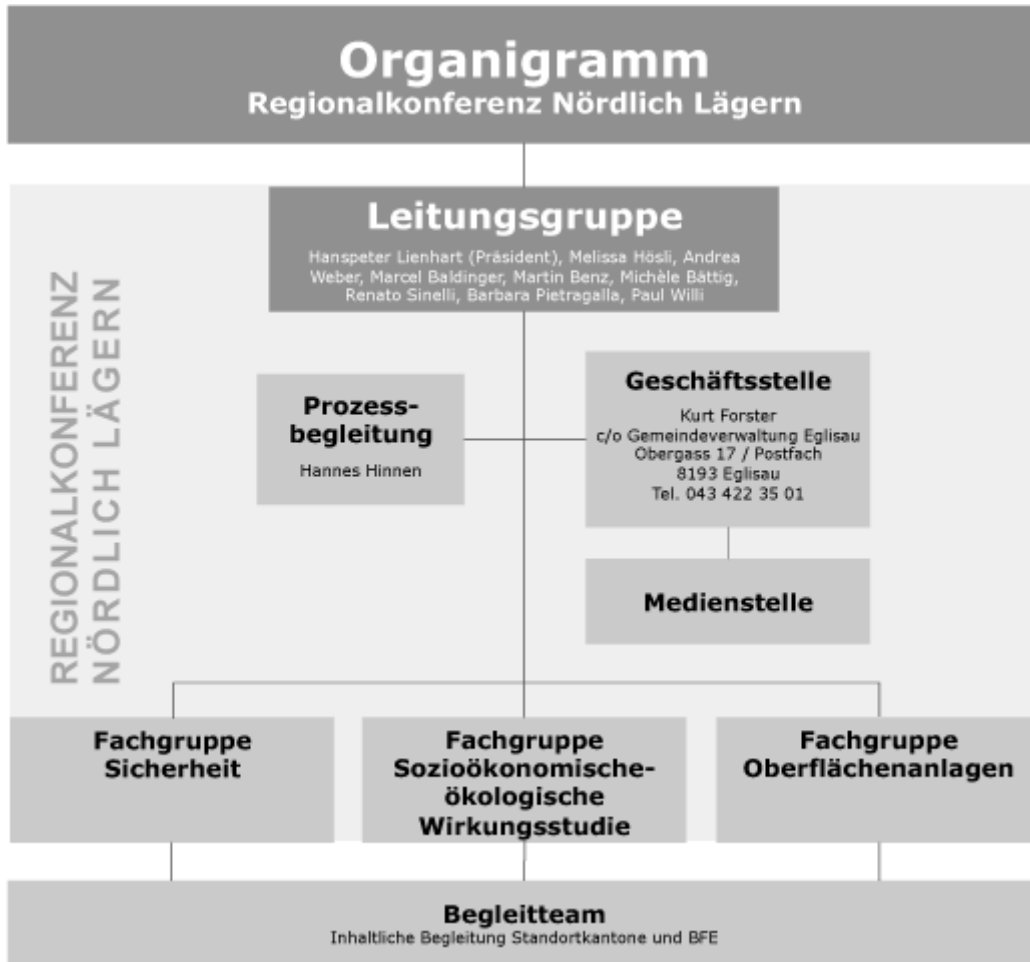 Organigramm
Regionalkonferenz Nördlich Lägern
Leitungsgruppe
Hanspeter Lienhart (Präsident), Melissa Hösli, Andrea
Weber, Marcel Baldinger, Martin Benz, Michèle Bättig,
Renato Sinelli, Barbara Pietragalla, Paul Willi
REGIONALKONFERENZ
NÖRDLICH LÄGERN
Prozess-
begleitung
Hannes Hinnen
Geschäftsstelle
Kurt Forster
c/o Gemeindeverwaltung Eglisau
Obergass 17 / Postfach
8193 Eglisau
Tel. 043 422 35 01
Medienstelle
Fachgruppe
Sicherheit
Fachgruppe
Sozioökonomische-
ökologische
Wirkungsstudie
Fachgruppe
Oberflächenanlagen
Begleitteam
Inhaltliche Begleitung Standortkantone und BFE